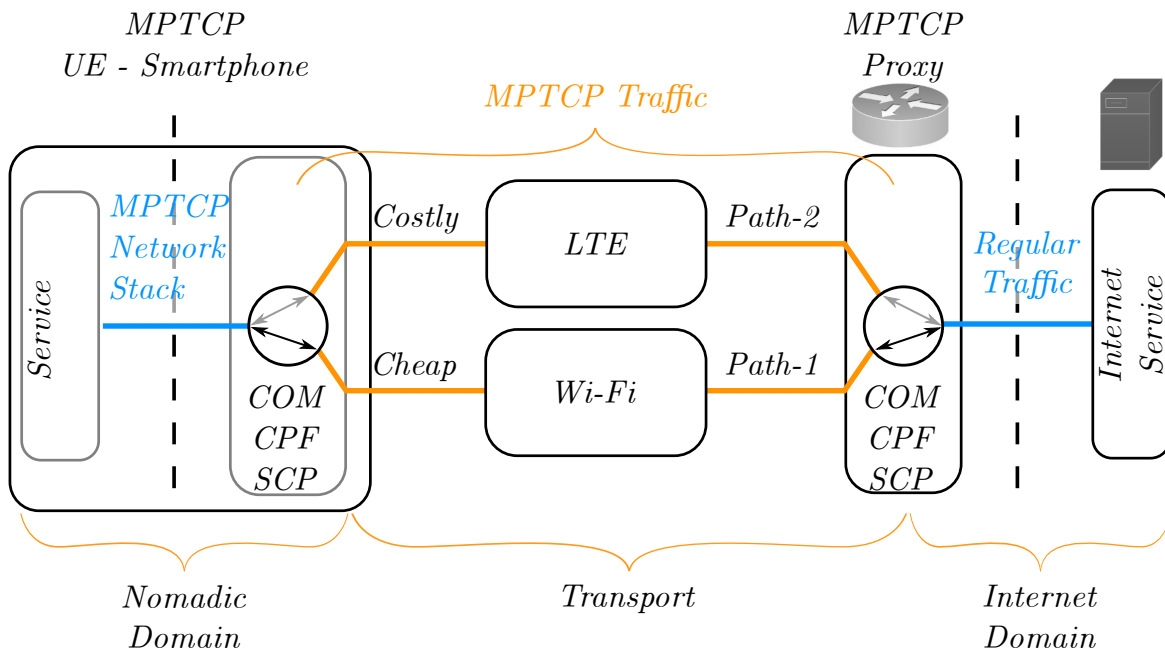 MPTCP
UE - Smartphone
MPTCP
Proxy
MPTCP Traffic
Service
MPTCP
Network
Stack
Costly
LTE
Path-2
Regular
Traffic
Internet
Service
Cheap
Wi-Fi
Path-1
COM
CPF
SCP
COM
CPF
SCP
Nomadic
Domain
Transport
Internet
Domain